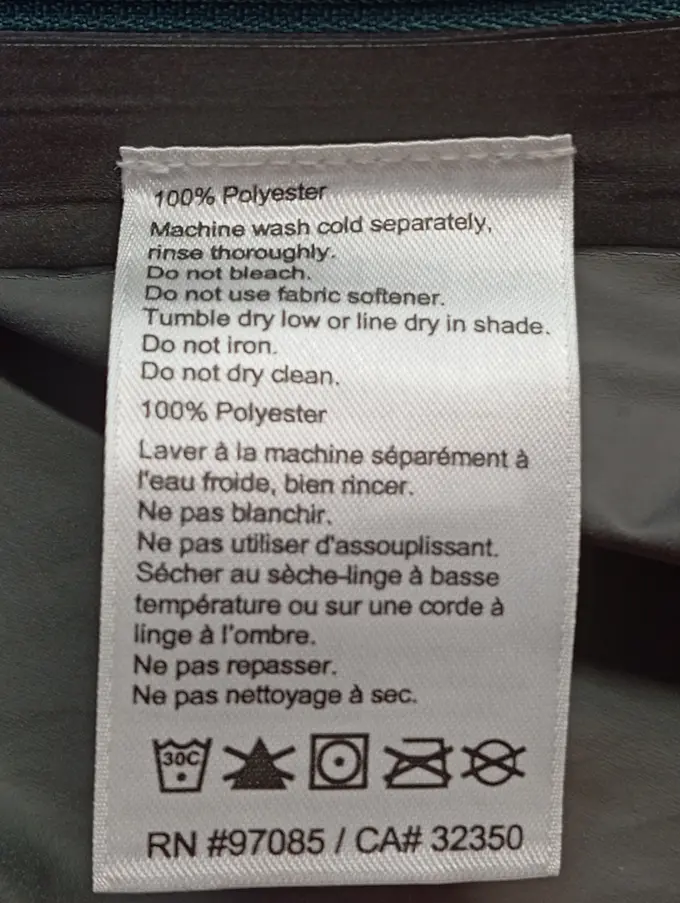 100% Polyester
Machine wash cold separately,
rinse thoroughly.
Do not bleach.
Do not use fabric softener.
Tumble dry low or line dry in shade.
Do not iron.
Do not dry clean.
100% Polyester
Laver à la machine séparément à
l'eau froide, bien rincer.
Ne pas blanchir.
Ne pas utiliser d'assouplissant.
Sécher au sèche-linge à basse
température ou sur une corde à
linge à l'ombre.
Ne pas repasser.
Ne pas nettoyage à sec.
30C
RN #97085 / CA# 32350